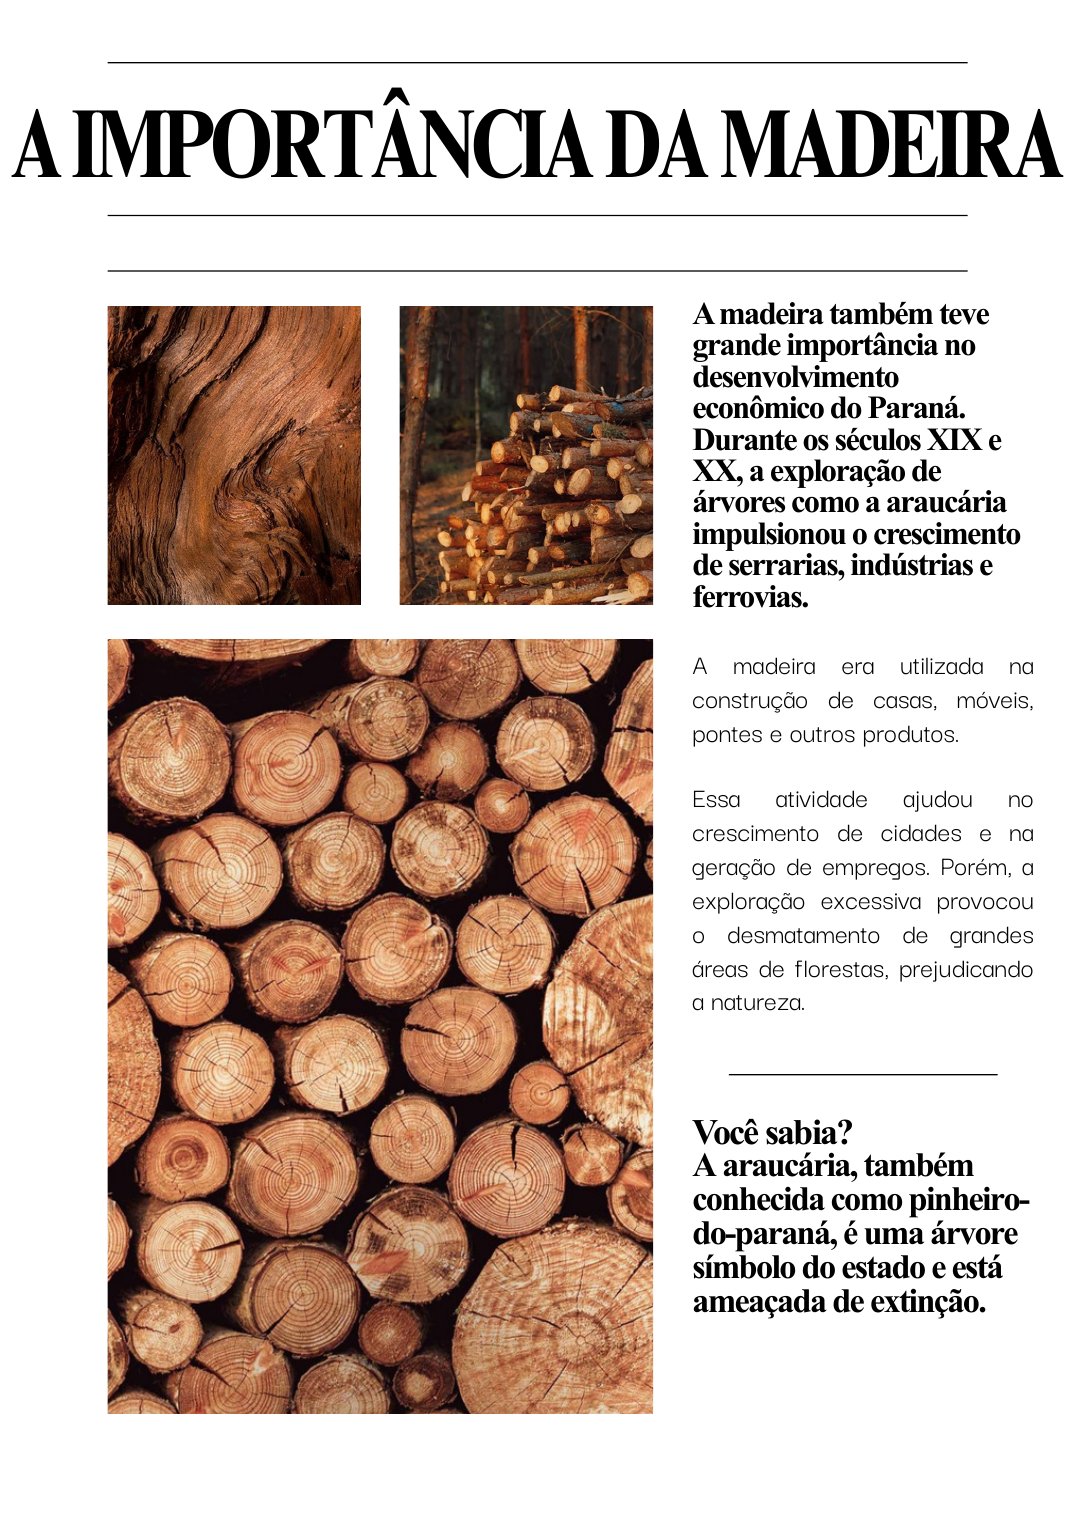 A IMPORTÂNCIA DA MADEIRA
A madeira também teve
grande importância no
desenvolvimento
econômico do Paraná.
Durante os séculos XIX e
XX, a exploração de
árvores como a araucária
impulsionou o crescimento
de serrarias, indústrias e
ferrovias.
A madeira era utilizada na
construção de casas, móveis,
pontes e outros produtos.
Essa atividade ajudou no
crescimento de cidades e na
geração de empregos. Porém, a
exploração excessiva provocou
o desmatamento de grandes
áreas de florestas, prejudicando
a natureza.
Você sabia?
A araucária, também
conhecida como pinheiro-
do-paraná, é uma árvore
símbolo do estado e está
ameaçada de extinção.